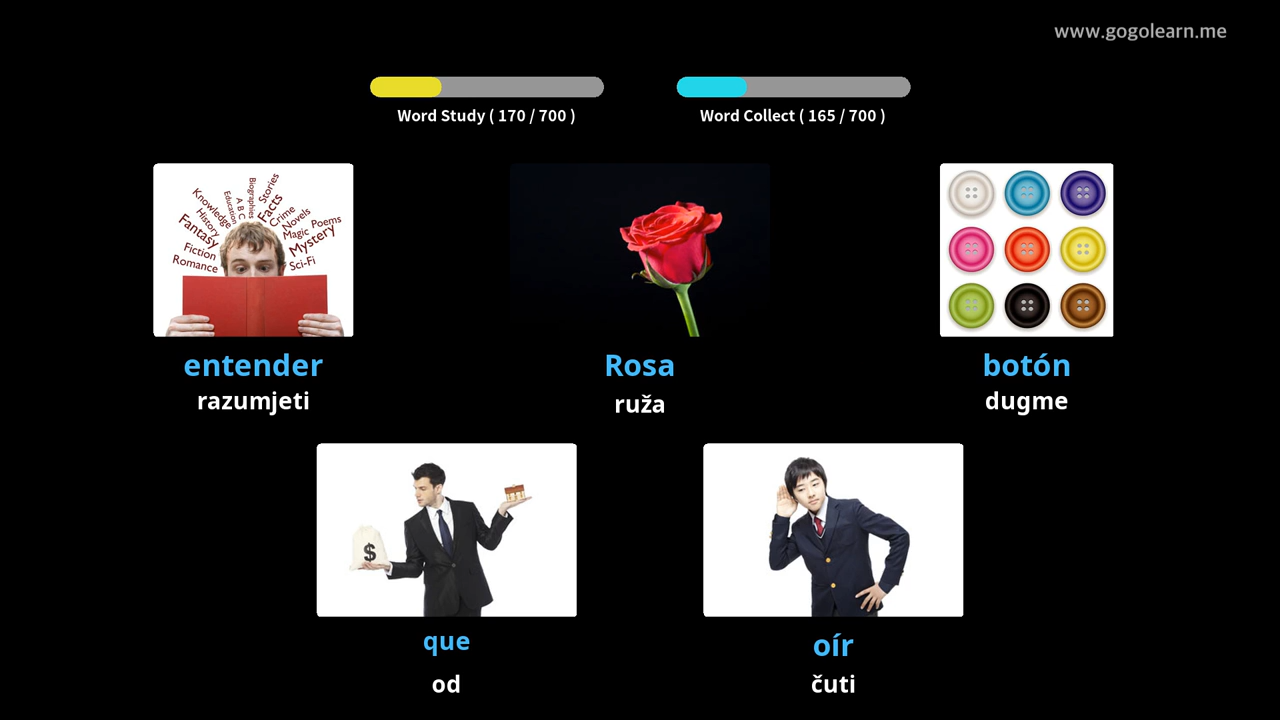 www.gogolearn.me
Word Study ( 170 / 700 )
Word Collect ( 165 / 700 )
Knowledge
History
Education
A B C
Biographies
Stories
Facts
Crime
Novels
Magic
Poems
Fantasy
Mystery
Fiction
Romance
Sci-Fi
entender
razumjeti
Rosa
ruža
botón
dugme
$
que
od
oír
čuti